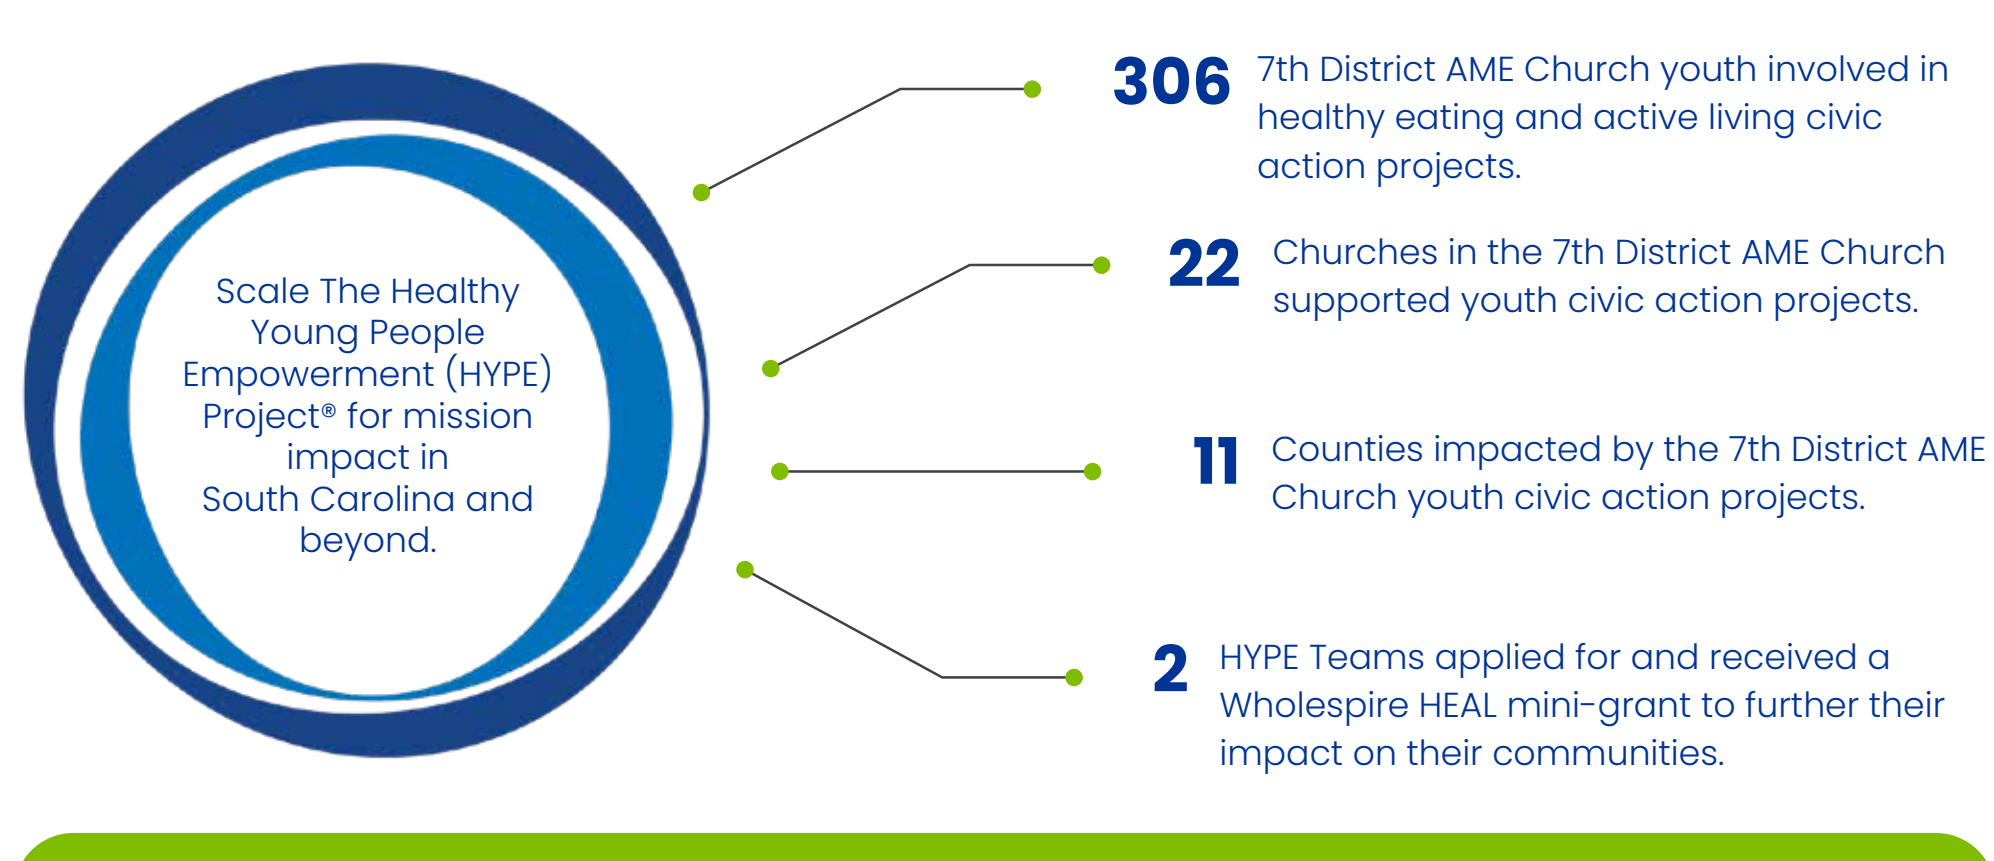 Scale The Healthy
Young People
Empowerment (HYPE)
Project® for mission
impact in
South Carolina and
beyond.
306 7th District AME Church youth involved in
healthy eating and active living civic
action projects.
22 Churches in the 7th District AME Church
supported youth civic action projects.
11 Counties impacted by the 7th District AME
Church youth civic action projects.
2 HYPE Teams applied for and received a
Wholespire HEAL mini-grant to further their
impact on their communities.